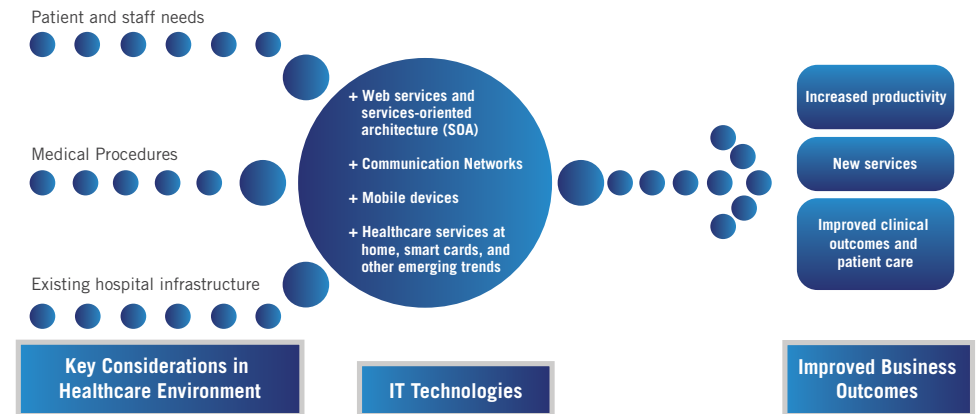 Patient and staff needs
Medical Procedures
Existing hospital infrastructure
+ Web services and
services-oriented
architecture (SOA)
+ Communication Networks
+ Mobile devices
+ Healthcare services at
home, smart cards, and
other emerging trends
Increased productivity
New services
Improved clinical
outcomes and
patient care
Key Considerations in
Healthcare Environment
IT Technologies
Improved Business
Outcomes